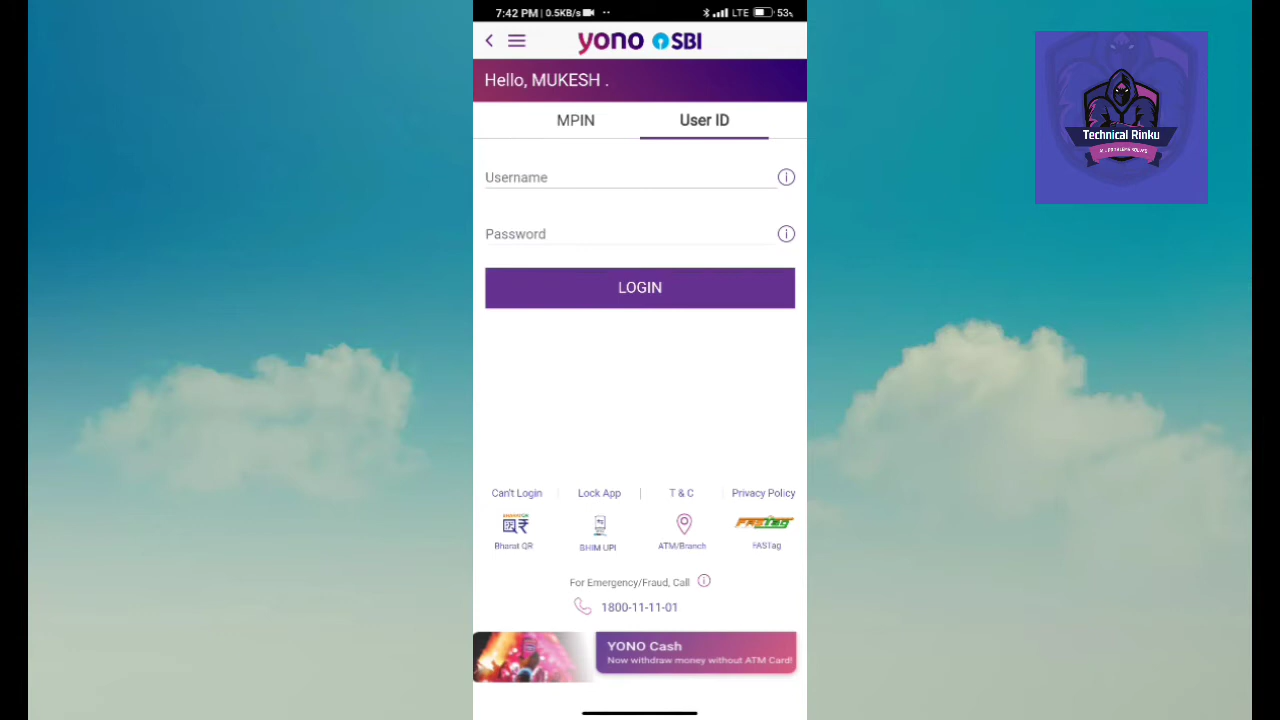 7:42 PM | 0.5KB/s
LTE 53%
yono SBI
Hello, MUKESH .
MPIN
User ID
Username
Password
LOGIN
Can't Login
Lock App
T & C
Privacy Policy
Bharat QR
BHIM UPI
ATM/Branch
FASTag
For Emergency/Fraud, Call
1800-11-11-01
YONO Cash
Now withdraw money without ATM Card!
Technical Rinku